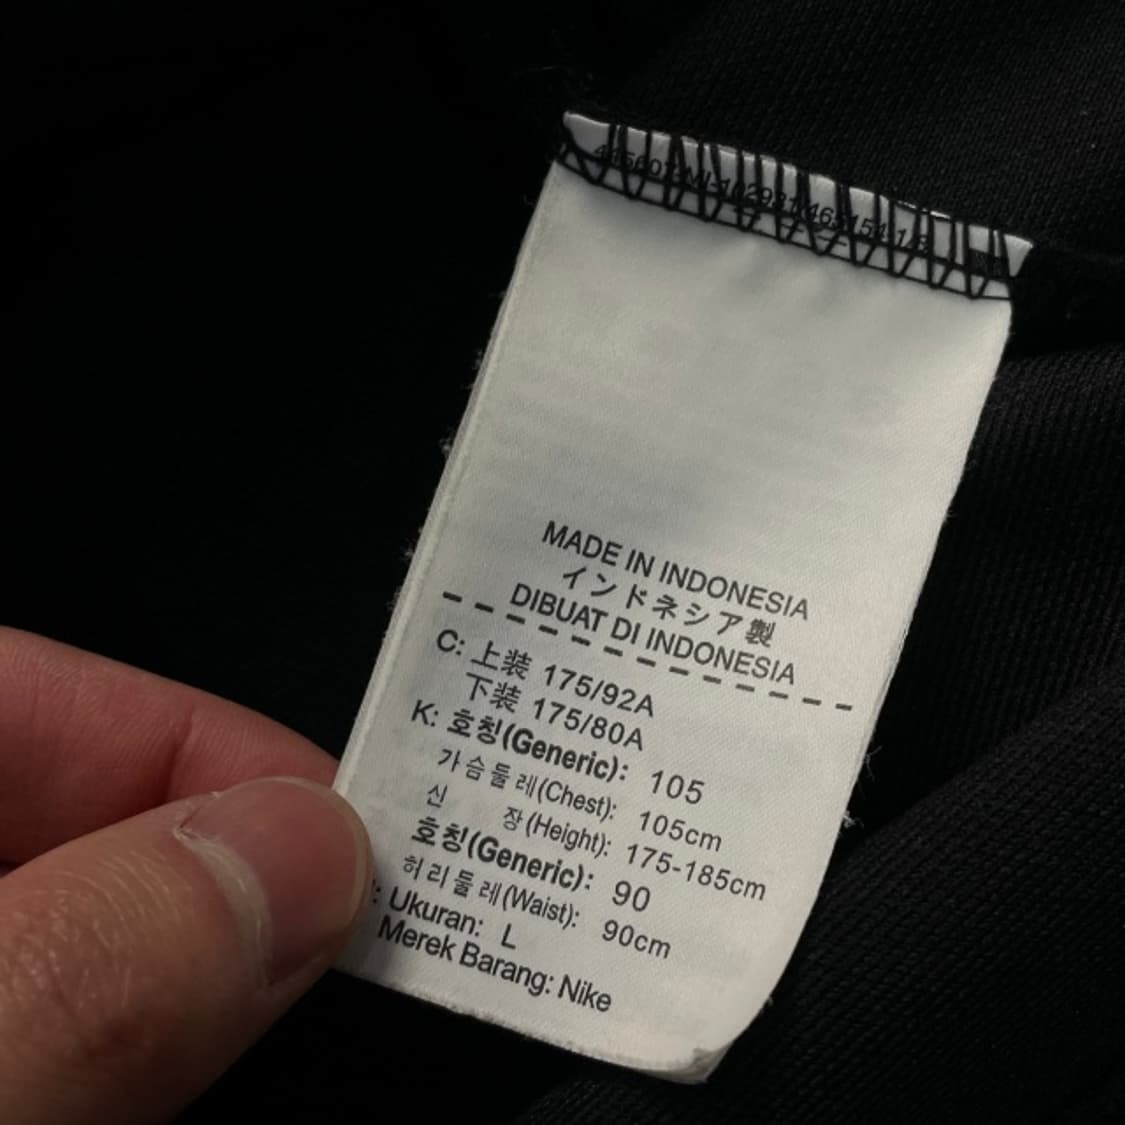 MADE IN INDONESIA
インドネシア製
DIBUAT DI INDONESIA
C: 上装 175/92A
下装 175/80A
K: 호칭(Generic): 105
가슴둘레(Chest): 105cm
신 장(Height): 175-185cm
호칭(Generic): 90
허리둘레(Waist): 90cm
: Ukuran: L
Merek Barang: Nike